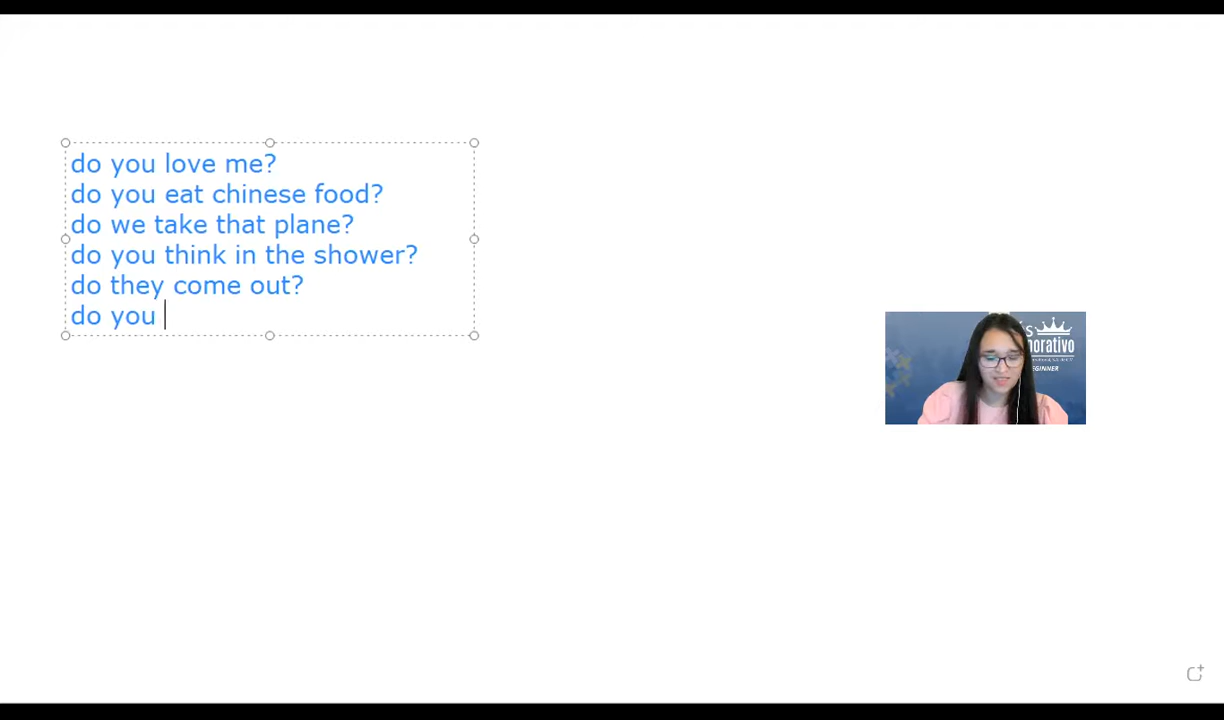 do you love me?
do you eat chinese food?
do we take that plane?
do you think in the shower?
do they come out?
do you
EGINNER